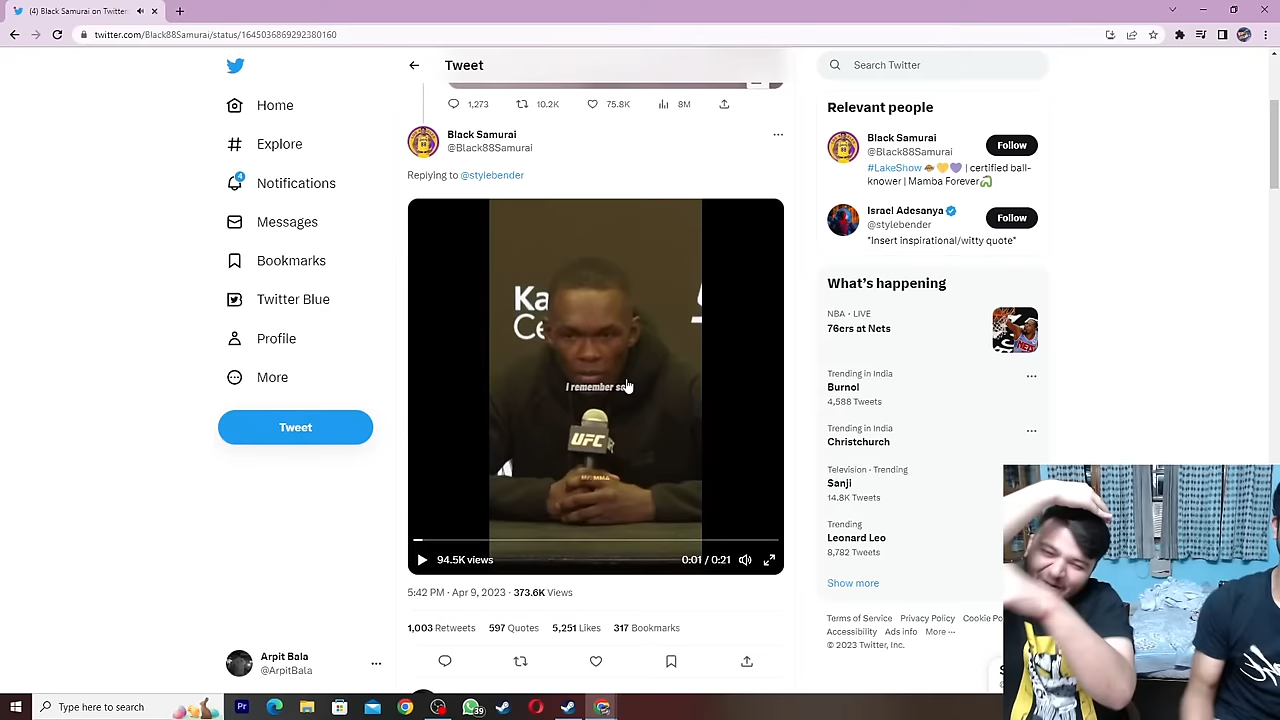 (4) Black Samurai on Twitter
twitter.com/Black88Samurai/status/1645036869292380160
Home
Explore
4
Notifications
Messages
Bookmarks
Twitter Blue
Profile
More
Tweet
Arpit Bala
@ArpitBala
Tweet
1,273 10.2K 75.8K 8M
Black Samurai
@Black88Samurai
Replying to @stylebender
Ka
Ce
I remember
UFC
94.5K views 0:01 / 0:21
5:42 PM · Apr 9, 2023 · 373.6K Views
1,003 Retweets 597 Quotes 5,251 Likes 317 Bookmarks
Search Twitter
Relevant people
Black Samurai
@Black88Samurai
Follow
#LakeShow | certified ball-
knower | Mamba Forever
Israel Adesanya
@stylebender
Follow
*Insert inspirational/witty quote*
What's happening
NBA · LIVE
76ers at Nets
Trending in India
Burnol
4,588 Tweets
Trending in India
Christchurch
Television · Trending
Sanji
14.8K Tweets
Trending
Leonard Leo
8,782 Tweets
Show more
Terms of Service Privacy Policy Cookie Po
Accessibility Ads info More ···
© 2023 Twitter, Inc.
Type here to search
Pr